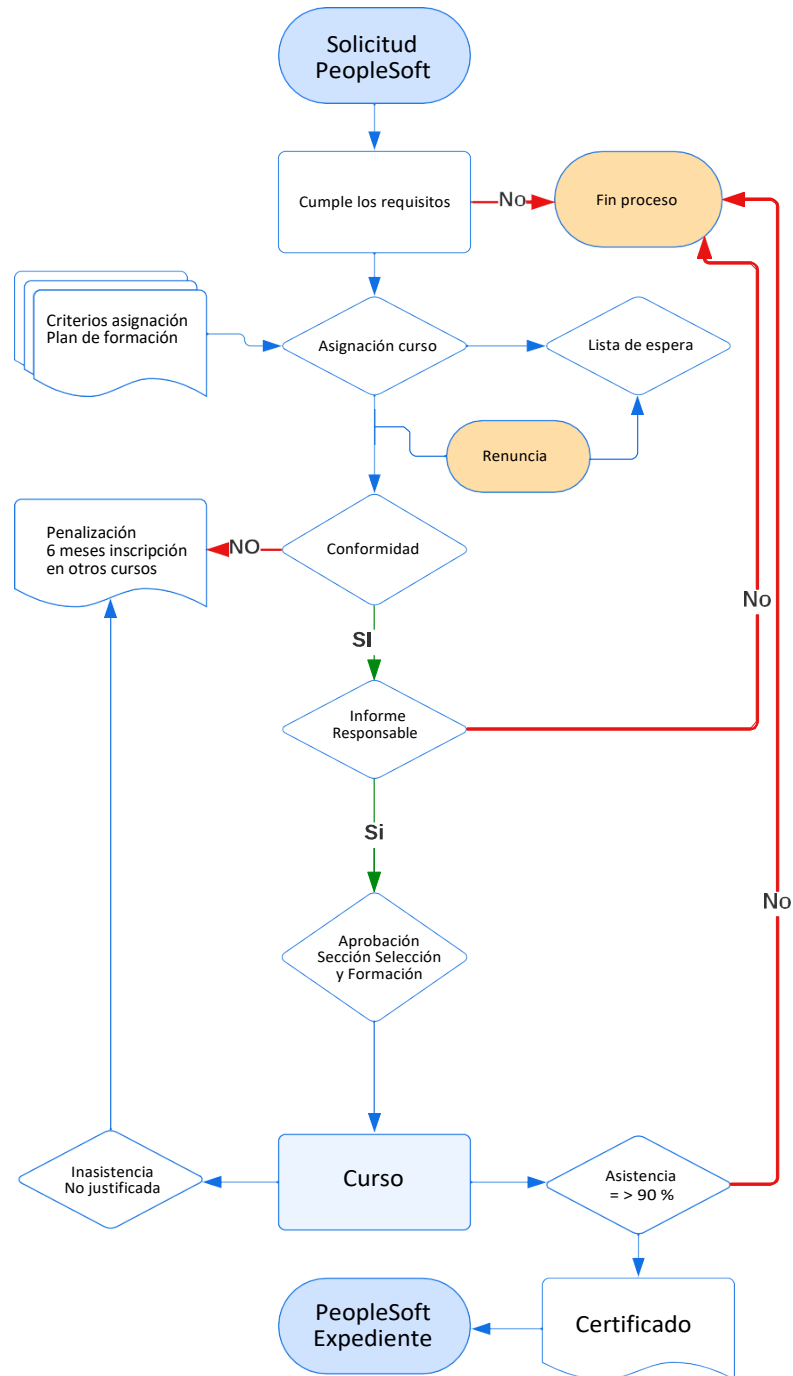 Solicitud
PeopleSoft
Cumple los requisitos
No
Fin proceso
Criterios asignación
Plan de formación
Asignación curso
Lista de espera
Renuncia
Penalización
6 meses inscripción
en otros cursos
NO
Conformidad
No
SI
Informe
Responsable
Si
No
Aprobación
Sección Selección
y Formación
Inasistencia
No justificada
Curso
Asistencia
= > 90 %
PeopleSoft
Expediente
Certificado